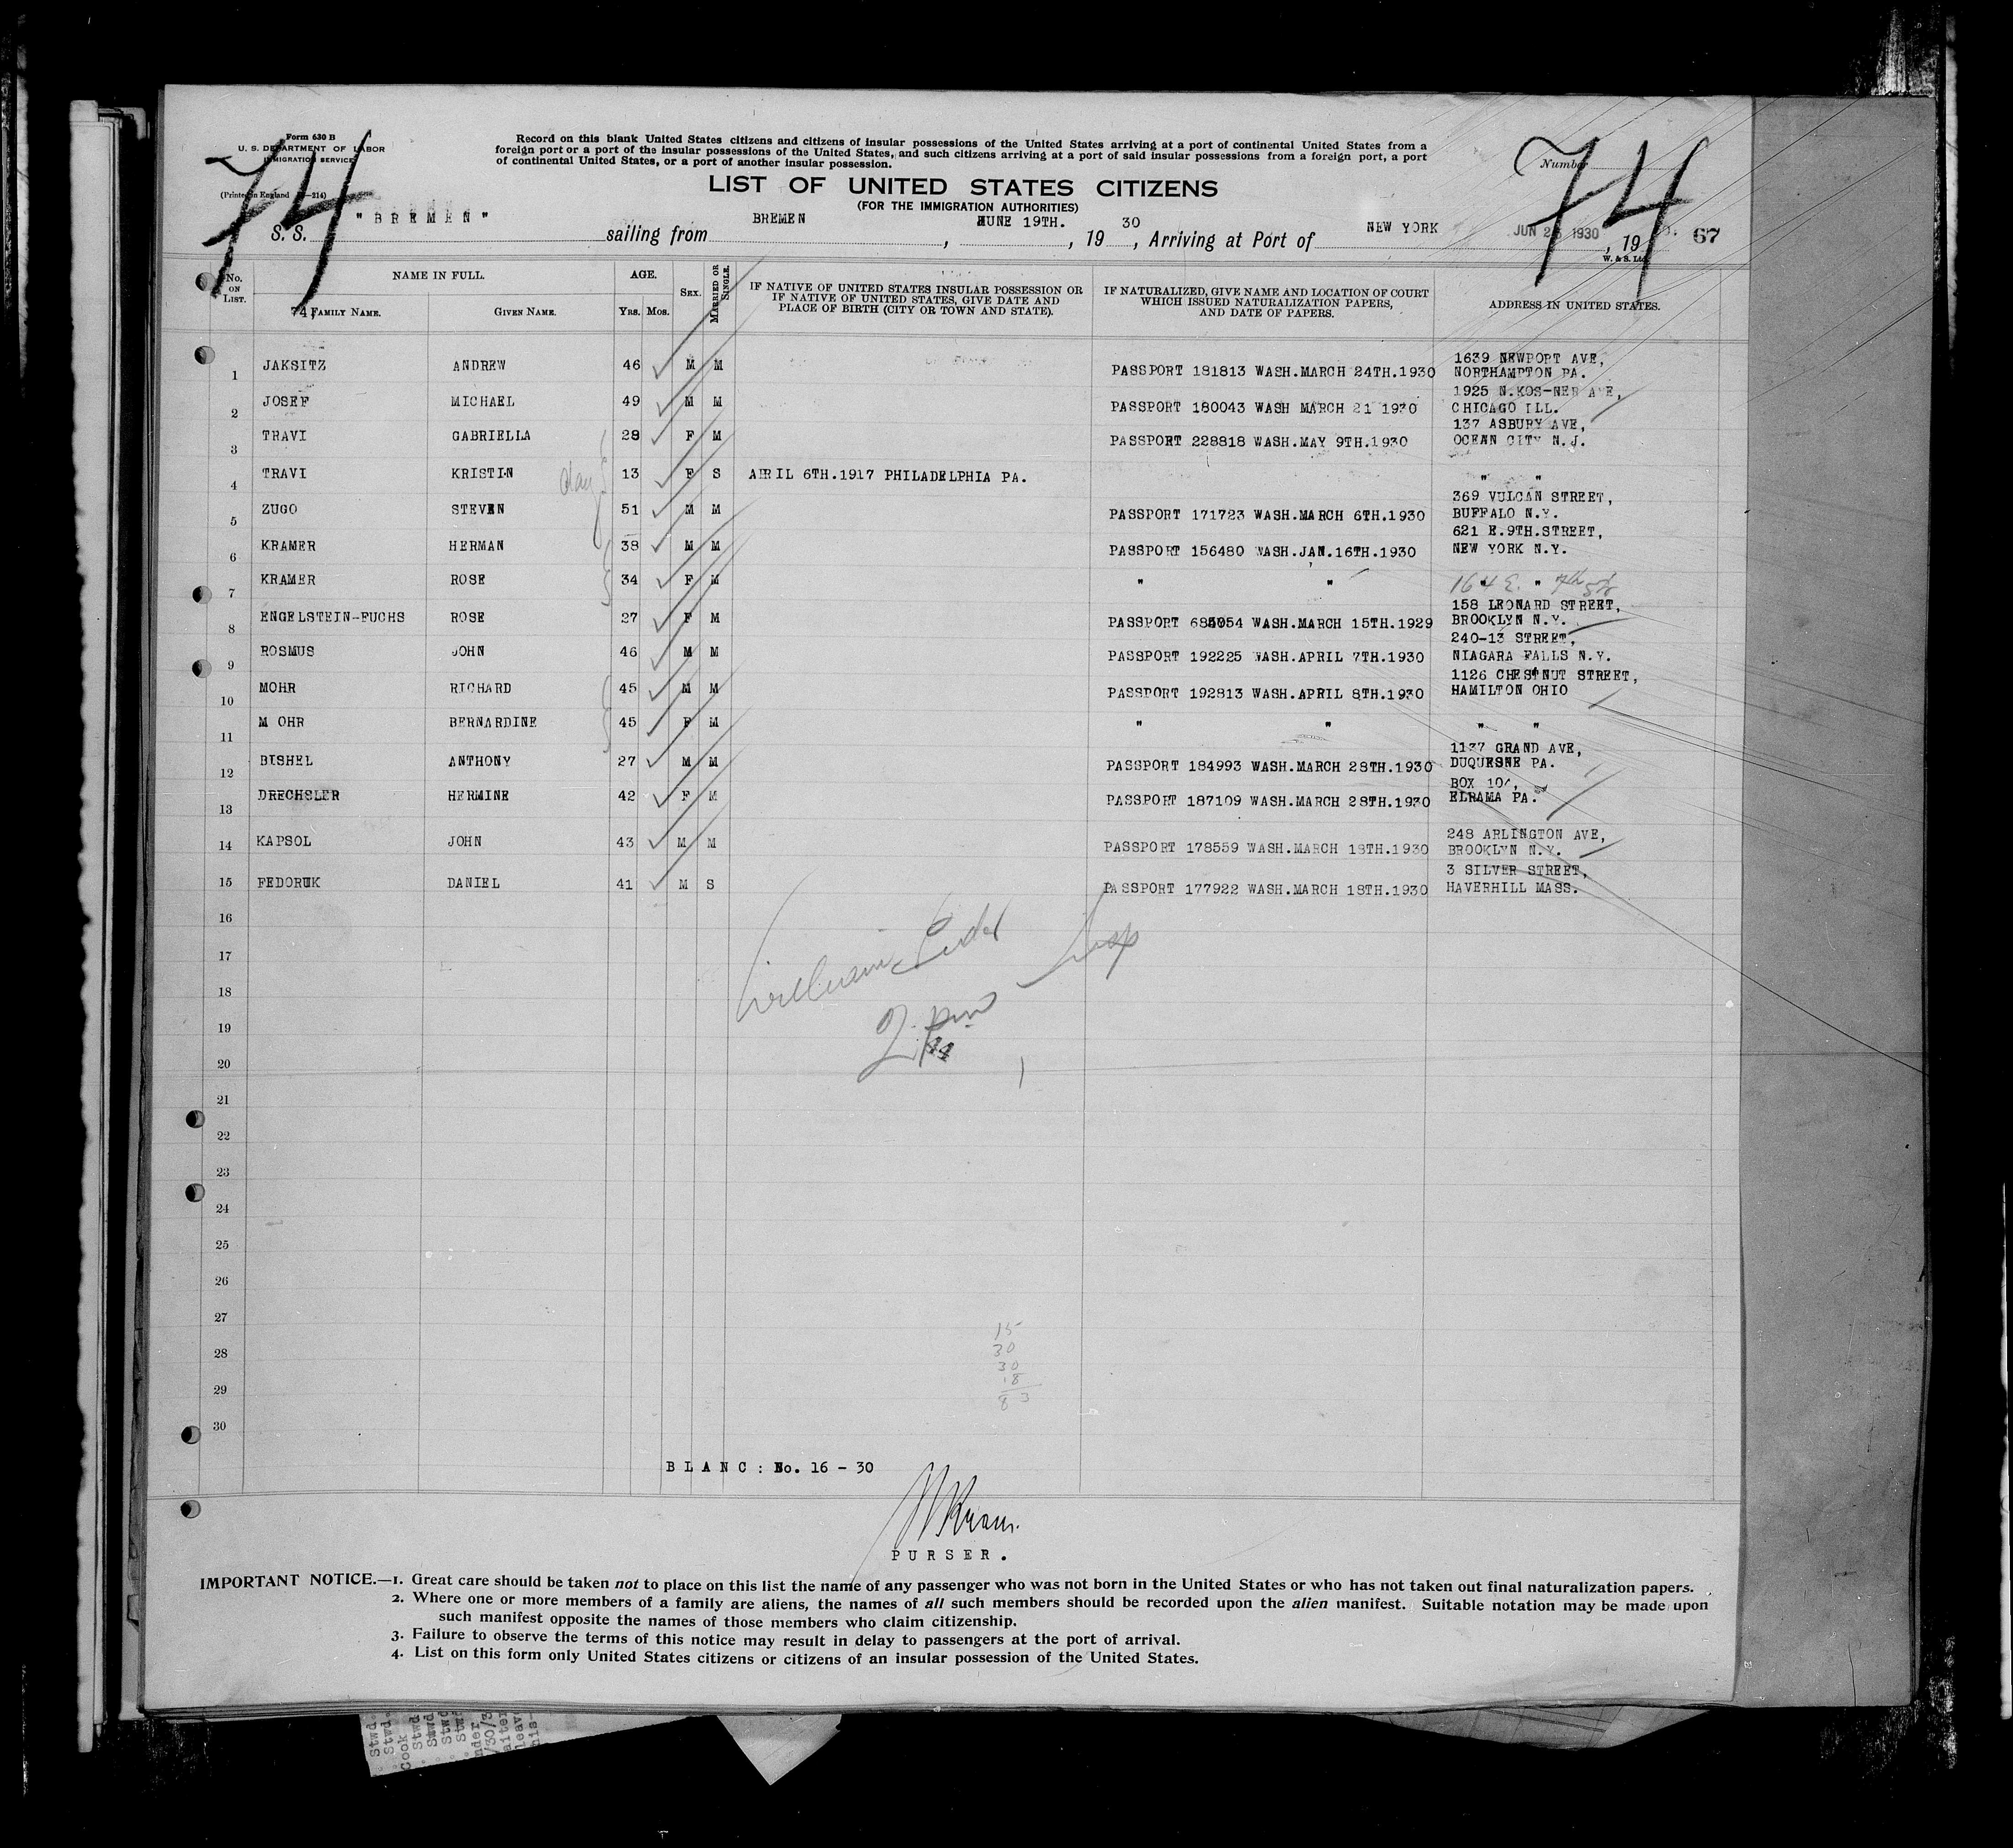 Form 630 B
U. S. DEPARTMENT OF LABOR
IMMIGRATION SERVICE
(Printed in England —214)
74
74
Record on this blank United States citizens and citizens of insular possessions of the United States arriving at a port of continental United States from a
foreign port or a port of the insular possessions of the United States, and such citizens arriving at a port of said insular possessions from a foreign port, a port
of continental United States, or a port of another insular possession.
Number
LIST OF UNITED STATES CITIZENS
(FOR THE IMMIGRATION AUTHORITIES)
S. S. "BREMEN" sailing from BREMEN, JUNE 19TH., 1930, Arriving at Port of NEW YORK JUN 1930, 19 67
W. & S. Ltd.
No. ON LIST.
NAME IN FULL.
74, FAMILY NAME. GIVEN NAME.
AGE. Yrs. Mos.
SEX.
MARRIED OR SINGLE.
IF NATIVE OF UNITED STATES INSULAR POSSESSION OR
IF NATIVE OF UNITED STATES, GIVE DATE AND
PLACE OF BIRTH (CITY OR TOWN AND STATE).
IF NATURALIZED, GIVE NAME AND LOCATION OF COURT
WHICH ISSUED NATURALIZATION PAPERS,
AND DATE OF PAPERS.
ADDRESS IN UNITED STATES.
1 JAKSITZ ANDREW 46 M M PASSPORT 181813 WASH.MARCH 24TH.1930 1639 NEWPORT AVE,
NORTHAMPTON PA.
2 JOSEF MICHAEL 49 M M PASSPORT 180043 WASH MARCH 21 1930 1925 N.KOS-NER AVE,
CHICAGO ILL.
3 TRAVI GABRIELLA 28 F M PASSPORT 228818 WASH.MAY 9TH.1930 137 ASBURY AVE,
OCEAN CITY N.J.
4 TRAVI KRISTIN 13 F S APRIL 6TH.1917 PHILADELPHIA PA. " "
5 ZUGO STEVEN 51 M M PASSPORT 171723 WASH.MARCH 6TH.1930 369 VULCAN STREET,
BUFFALO N.Y.
6 KRAMER HERMAN 38 M M PASSPORT 156480 WASH.JAN.16TH.1930 621 E.9TH.STREET,
NEW YORK N.Y.
7 KRAMER ROSE 34 F M " " " " 164 E. 7th st
8 ENGELSTEIN-FUCHS ROSE 27 F M PASSPORT WASH.MARCH 15TH.1929 158 LEONARD STREET,
BROOKLYN N.Y.
9 ROSMUS JOHN 46 M M PASSPORT 192225 WASH.APRIL 7TH.1930 240-13 STREET,
NIAGARA FALLS N.Y.
10 MOHR RICHARD 45 M M PASSPORT 192813 WASH.APRIL 8TH.1930 1126 CHESTNUT STREET,
HAMILTON OHIO
11 M OHR BERNARDINE 45 F M " " " "
12 BISHEL ANTHONY 27 M M PASSPORT 184993 WASH.MARCH 28TH.1930 1137 GRAND AVE,
DUQUESNE PA.
13 DRECHSLER HERMINE 42 F M PASSPORT 187109 WASH.MARCH 28TH.1930 BOX
ELRAMA PA.
14 KAPSOL JOHN 43 M M PASSPORT 178559 WASH.MARCH 18TH.1930 248 ARLINGTON AVE,
BROOKLYN N.Y.
15 FEDORUK DANIEL 41 M S PASSPORT 177922 WASH.MARCH 18TH.1930 3 SILVER STREET,
HAVERHILL MASS.
16
17
William Insp
18
19
20
21
22
23
24
25
26
27
15
28
30
30
18
29
83
30
BLANC: No. 16 - 30
PURSER.
IMPORTANT NOTICE.—1. Great care should be taken not to place on this list the name of any passenger who was not born in the United States or who has not taken out final naturalization papers.
2. Where one or more members of a family are aliens, the names of all such members should be recorded upon the alien manifest. Suitable notation may be made upon
such manifest opposite the names of those members who claim citizenship.
3. Failure to observe the terms of this notice may result in delay to passengers at the port of arrival.
4. List on this form only United States citizens or citizens of an insular possession of the United States.